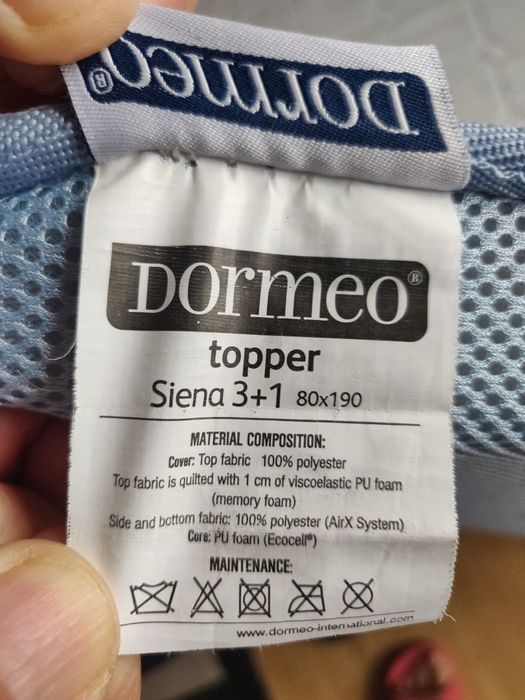 DORMEO®
DORMEO®
topper
Siena 3+1 80x190
MATERIAL COMPOSITION:
Cover: Top fabric 100% polyester
Top fabric is quilted with 1 cm of viscoelastic PU foam
(memory foam)
Side and bottom fabric: 100% polyester (AirX System)
Core: PU foam (Ecocell®)
MAINTENANCE:
www.dormeo-international.com